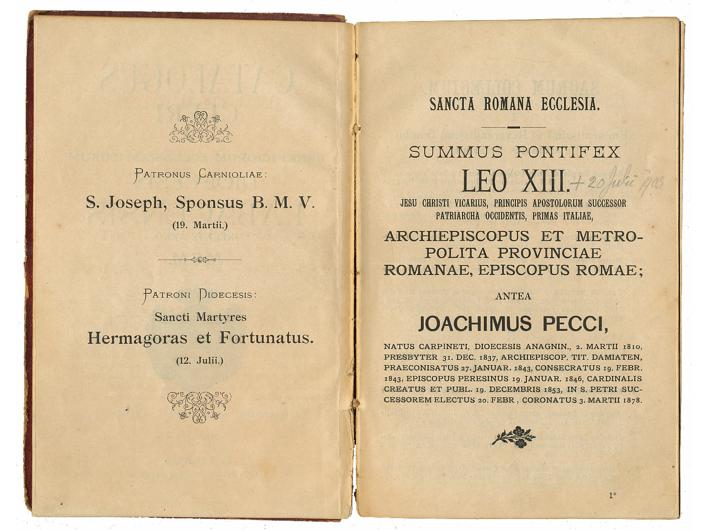 PATRONUS CARNIOLIAE:
S. Joseph, Sponsus B. M. V.
(19. Martii.)
PATRONI DIOECESIS:
Sancti Martyres
Hermagoras et Fortunatus.
(12. Julii.)
SANCTA ROMANA ECCLESIA.
SUMMUS PONTIFEX
LEO XIII. + 20 Julii 1903
JESU CHRISTI VICARIUS, PRINCIPIS APOSTOLORUM SUCCESSOR
PATRIARCHA OCCIDENTIS, PRIMAS ITALIAE,
ARCHIEPISCOPUS ET METRO-
POLITA PROVINCIAE
ROMANAE, EPISCOPUS ROMAE;
ANTEA
JOACHIMUS PECCI,
NATUS CARPINETI, DIOECESIS ANAGNIN., 2. MARTII 1810,
PRESBYTER 31. DEC. 1837, ARCHIEPISCOP. TIT. DAMIATEN,
PRAECONISATUS 27. JANUAR. 1843, CONSECRATUS 19. FEBR.
1843, EPISCOPUS PERESINUS 19. JANUAR. 1846, CARDINALIS
CREATUS ET PUBL. 19. DECEMBRIS 1853, IN S. PETRI SUC-
CESSOREM ELECTUS 20. FEBR., CORONATUS 3. MARTII 1878.
1*